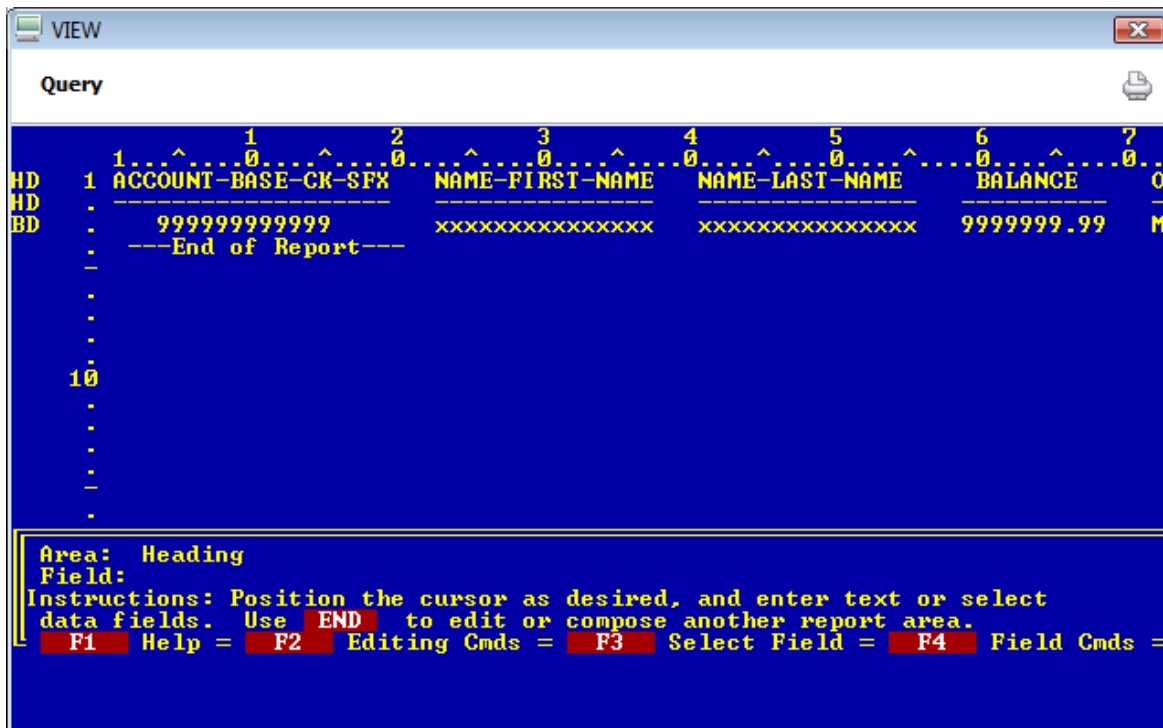 VIEW
Query
1 2 3 4 5 6 7
1...^....0....^....0....^....0....^....0....^....0....^....0....^....0..
HD 1 ACCOUNT-BASE-CK-SFX NAME-FIRST-NAME NAME-LAST-NAME BALANCE O
HD . ------------------- --------------- --------------- ---------- -
BD . 999999999999 xxxxxxxxxxxxxxx xxxxxxxxxxxxxxx 9999999.99 M
. ---End of Report---
–
.
.
.
.
10
.
.
.
.
–
.
Area: Heading
Field:
Instructions: Position the cursor as desired, and enter text or select
data fields. Use END to edit or compose another report area.
F1 Help = F2 Editing Cmds = F3 Select Field = F4 Field Cmds =